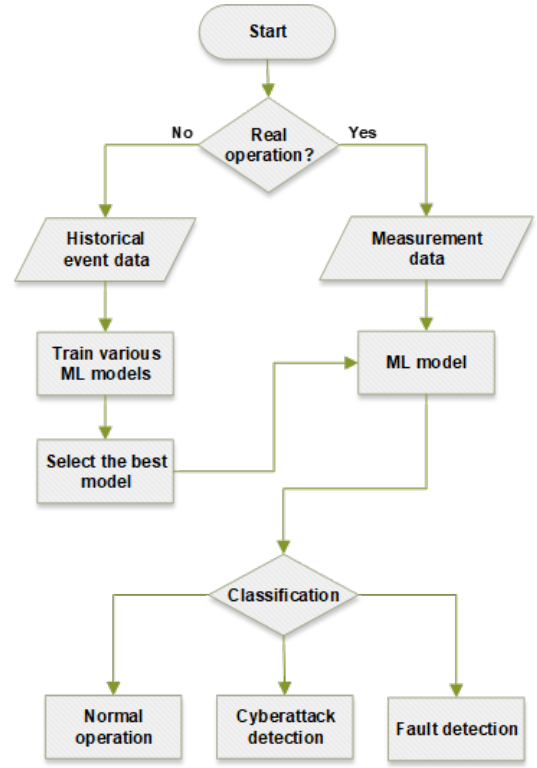 Start
No
Real
operation?
Yes
Historical
event data
Measurement
data
Train various
ML models
ML model
Select the best
model
Classification
Normal
operation
Cyberattack
detection
Fault detection